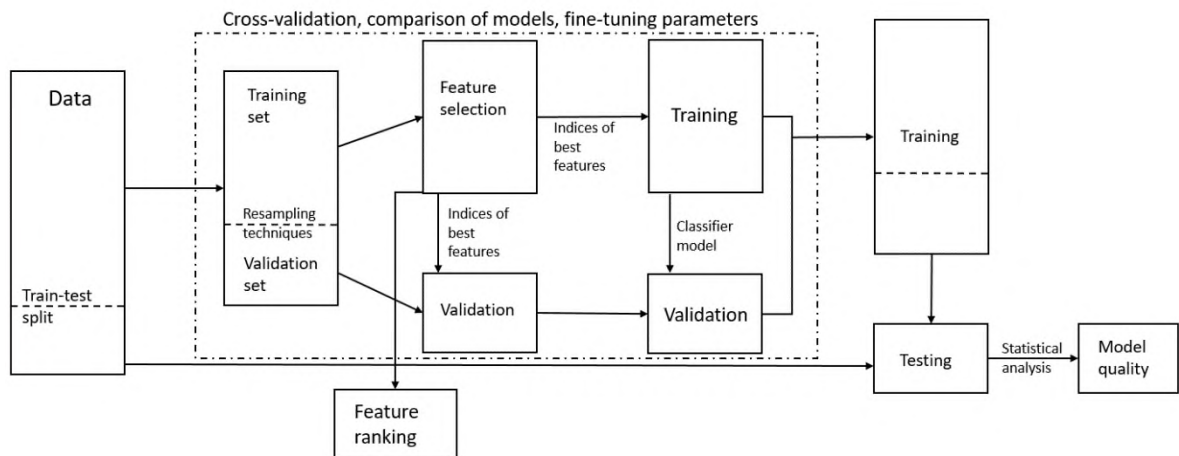 Cross-validation, comparison of models, fine-tuning parameters
Data
Train-test
split
Training
set
Resampling
techniques
Validation
set
Feature
selection
Indices of
best
features
Indices of
best
features
Validation
Feature
ranking
Training
Classifier
model
Validation
Training
Testing
Statistical
analysis
Model
quality